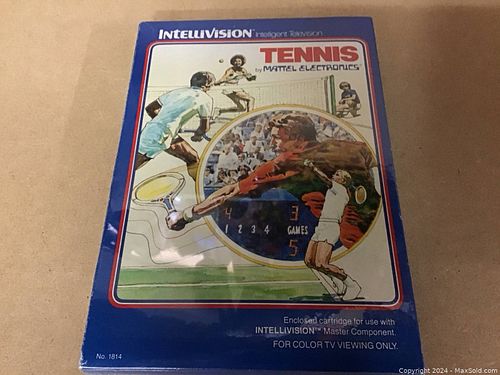 INTELLIVISION™ Intelligent Television
TENNIS
by MATTEL ELECTRONICS®
4 3
1 2 3 4 GAMES
5
Enclosed cartridge for use with
INTELLIVISION™ Master Component.
FOR COLOR TV VIEWING ONLY.
No. 1814
Copyright 2024 - MaxSold.com